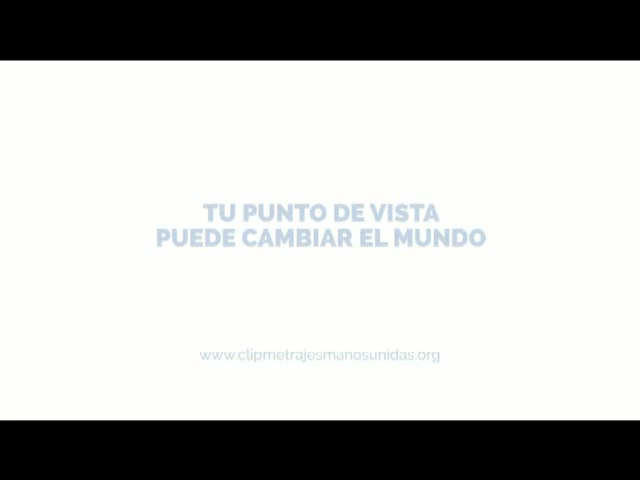 TU PUNTO DE VISTA
PUEDE CAMBIAR EL MUNDO
www.clipmetrajesmanosunidas.org